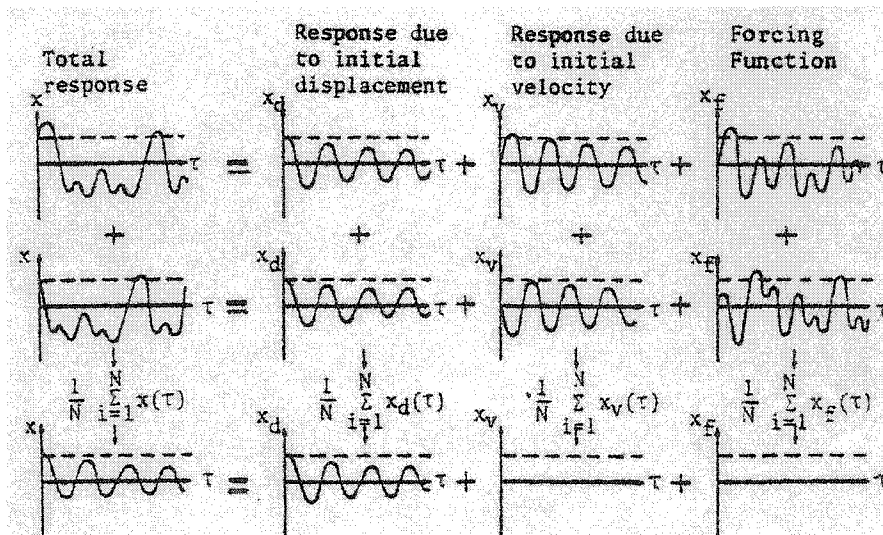 Total response
Response due to initial displacement
Response due to initial velocity
Forcing Function
x x_d x_v x_f
τ = τ + τ + τ
+ + + +
x x_d x_v x_f
τ = τ + τ + τ
1/N Σ_{i=1}^{N} x(τ) 1/N Σ_{i=1}^{N} x_d(τ) 1/N Σ_{i=1}^{N} x_v(τ) 1/N Σ_{i=1}^{N} x_f(τ)
x x_d x_v x_f
τ = τ + τ + τ